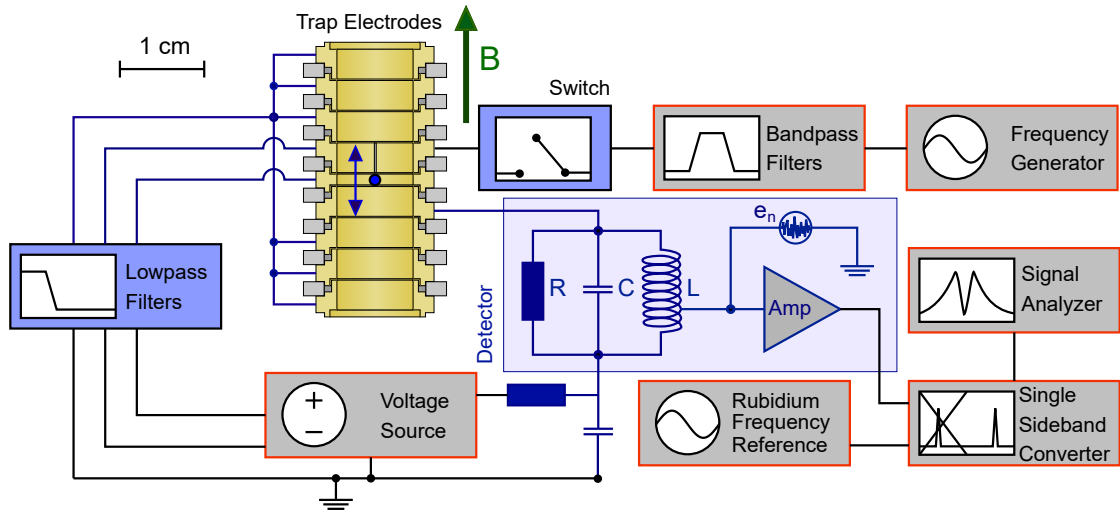 Trap Electrodes
1 cm
B
Switch
Bandpass
Filters
Frequency
Generator
Lowpass
Filters
Detector
R
C
L
en
Amp
Signal
Analyzer
Voltage
Source
Rubidium
Frequency
Reference
Single
Sideband
Converter